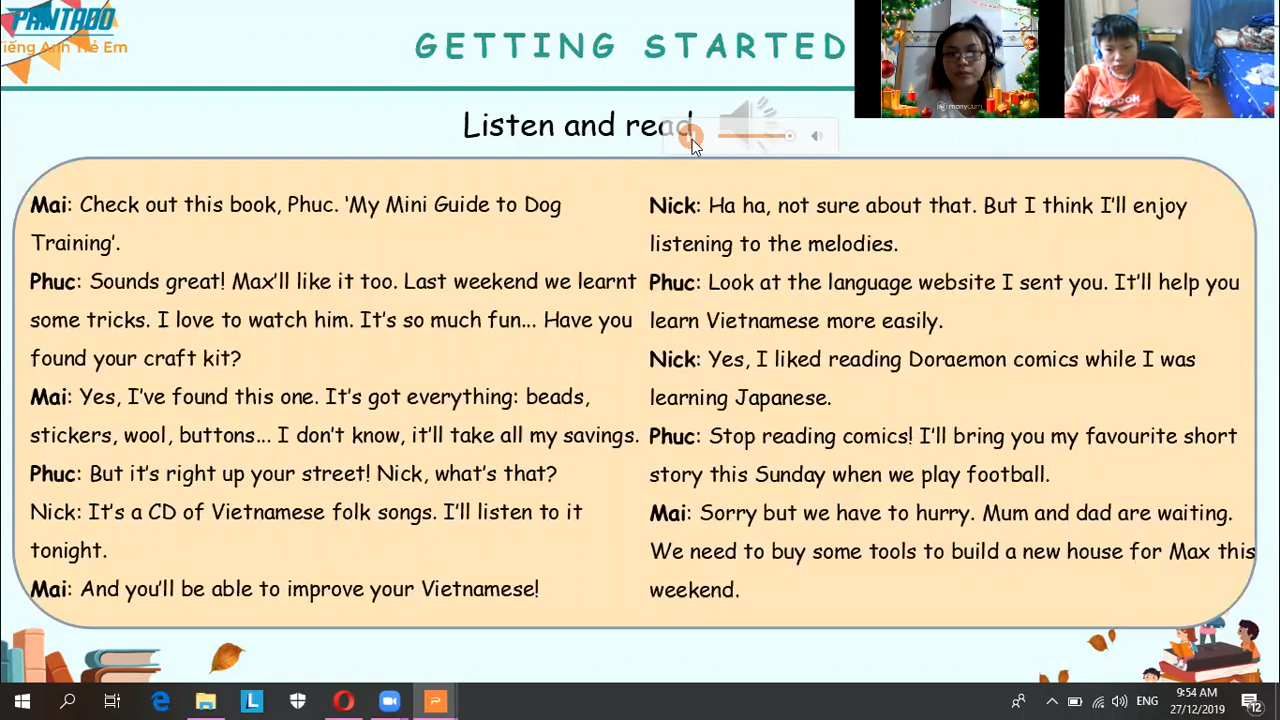 PANTADO
Tiếng Anh Trẻ Em
GETTING STARTED
Listen and read
Mai: Check out this book, Phuc. 'My Mini Guide to Dog
Training'.
Phuc: Sounds great! Max'll like it too. Last weekend we learnt
some tricks. I love to watch him. It's so much fun... Have you
found your craft kit?
Mai: Yes, I've found this one. It's got everything: beads,
stickers, wool, buttons... I don't know, it'll take all my savings.
Phuc: But it's right up your street! Nick, what's that?
Nick: It's a CD of Vietnamese folk songs. I'll listen to it
tonight.
Mai: And you'll be able to improve your Vietnamese!
Nick: Ha ha, not sure about that. But I think I'll enjoy
listening to the melodies.
Phuc: Look at the language website I sent you. It'll help you
learn Vietnamese more easily.
Nick: Yes, I liked reading Doraemon comics while I was
learning Japanese.
Phuc: Stop reading comics! I'll bring you my favourite short
story this Sunday when we play football.
Mai: Sorry but we have to hurry. Mum and dad are waiting.
We need to buy some tools to build a new house for Max this
weekend.
manycam
Reebok
ENG
9:54 AM
27/12/2019
12